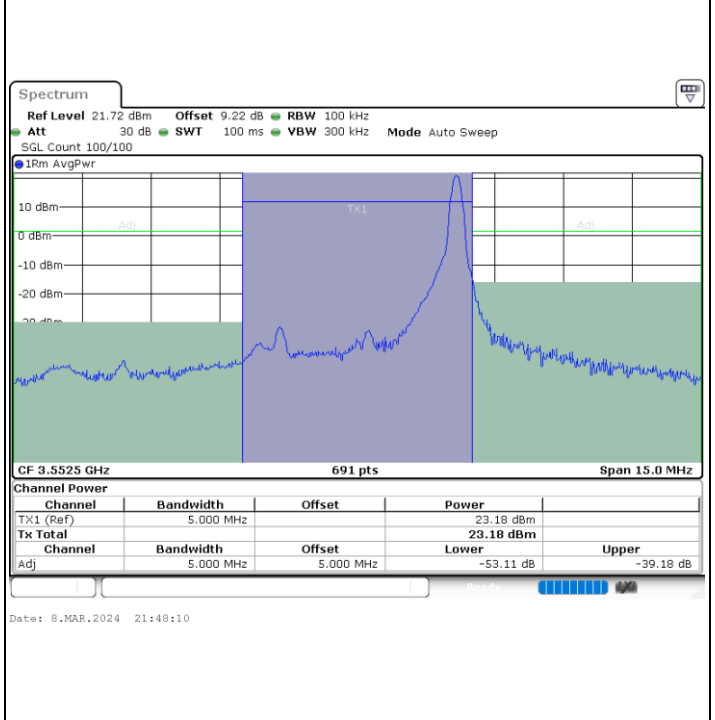 Spectrum
Ref Level 21.72 dBm Offset 9.22 dB RBW 100 kHz
Att 30 dB SWT 100 ms VBW 300 kHz Mode Auto Sweep
SGL Count 100/100
1Rm AvgPwr
10 dBm
TX1
Adj
Adj
0 dBm
-10 dBm
-20 dBm
-30 dBm
CF 3.5525 GHz 691 pts Span 15.0 MHz
Channel Power
Channel Bandwidth Offset Power
TX1 (Ref) 5.000 MHz 23.18 dBm
Tx Total 23.18 dBm
Channel Bandwidth Offset Lower Upper
Adj 5.000 MHz 5.000 MHz -53.11 dB -39.18 dB
Ready
Date: 8.MAR.2024 21:48:10